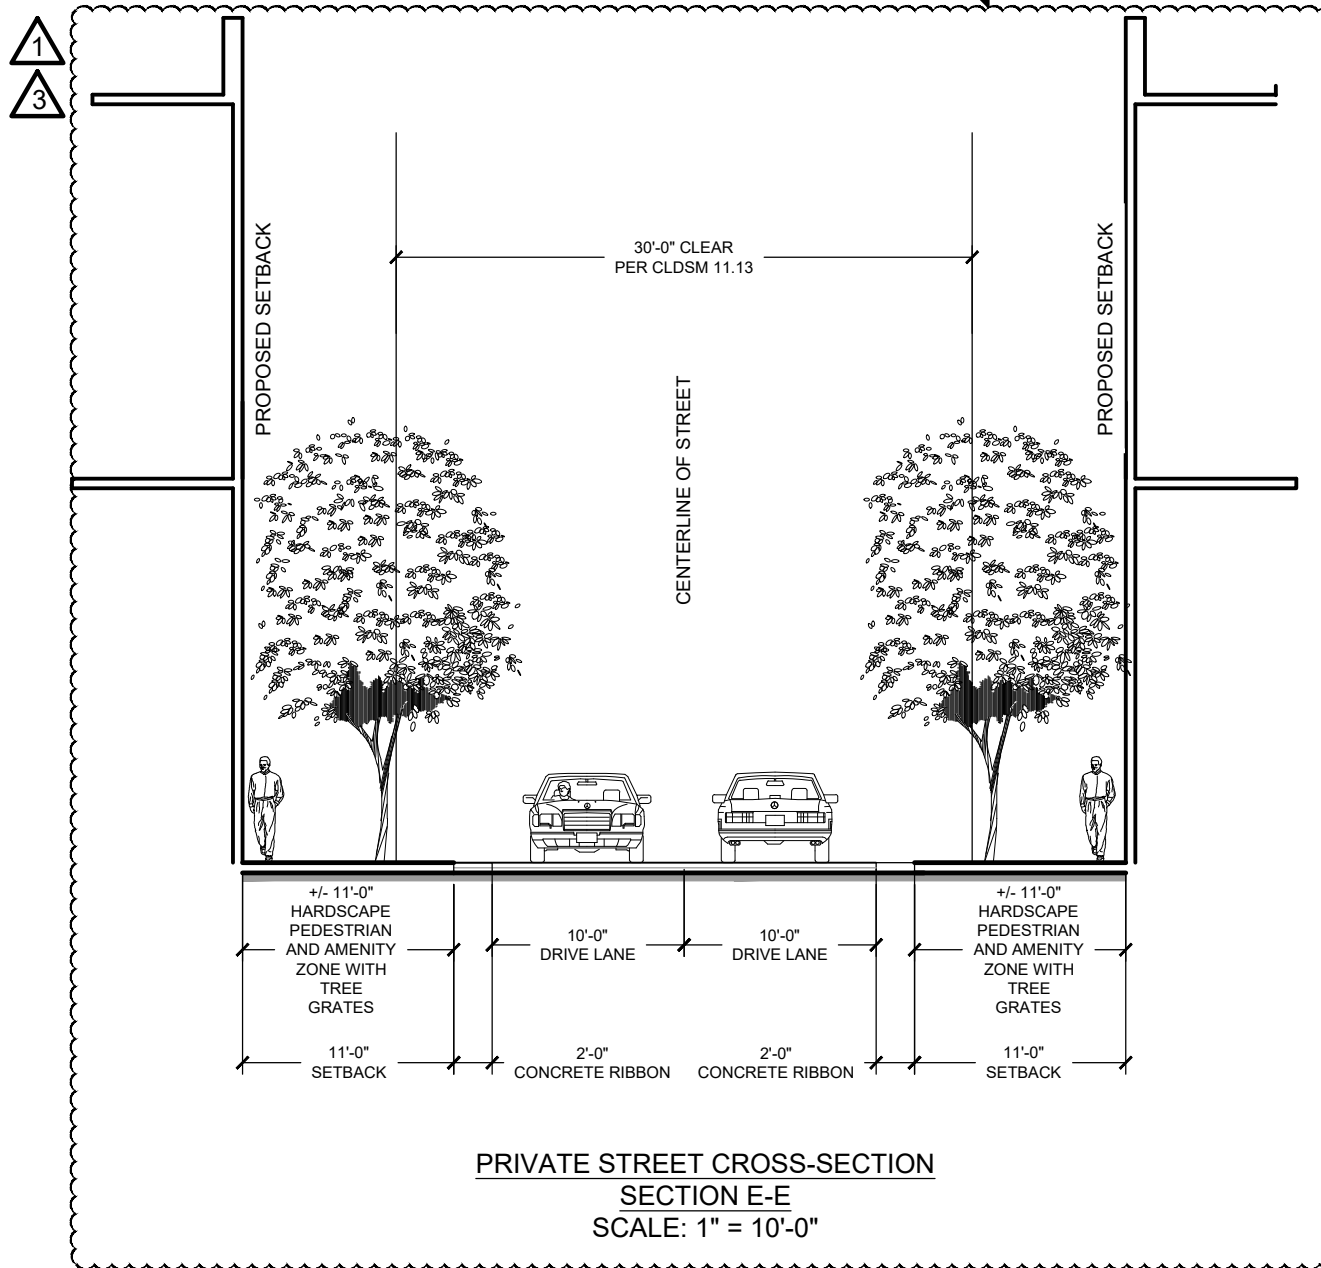 1
3
30'-0" CLEAR
PER CLDSM 11.13
PROPOSED SETBACK
CENTERLINE OF STREET
PROPOSED SETBACK
+/- 11'-0"
HARDSCAPE
PEDESTRIAN
AND AMENITY
ZONE WITH
TREE
GRATES
10'-0"
DRIVE LANE
10'-0"
DRIVE LANE
+/- 11'-0"
HARDSCAPE
PEDESTRIAN
AND AMENITY
ZONE WITH
TREE
GRATES
11'-0"
SETBACK
2'-0"
CONCRETE RIBBON
2'-0"
CONCRETE RIBBON
11'-0"
SETBACK
PRIVATE STREET CROSS-SECTION
SECTION E-E
SCALE: 1" = 10'-0"